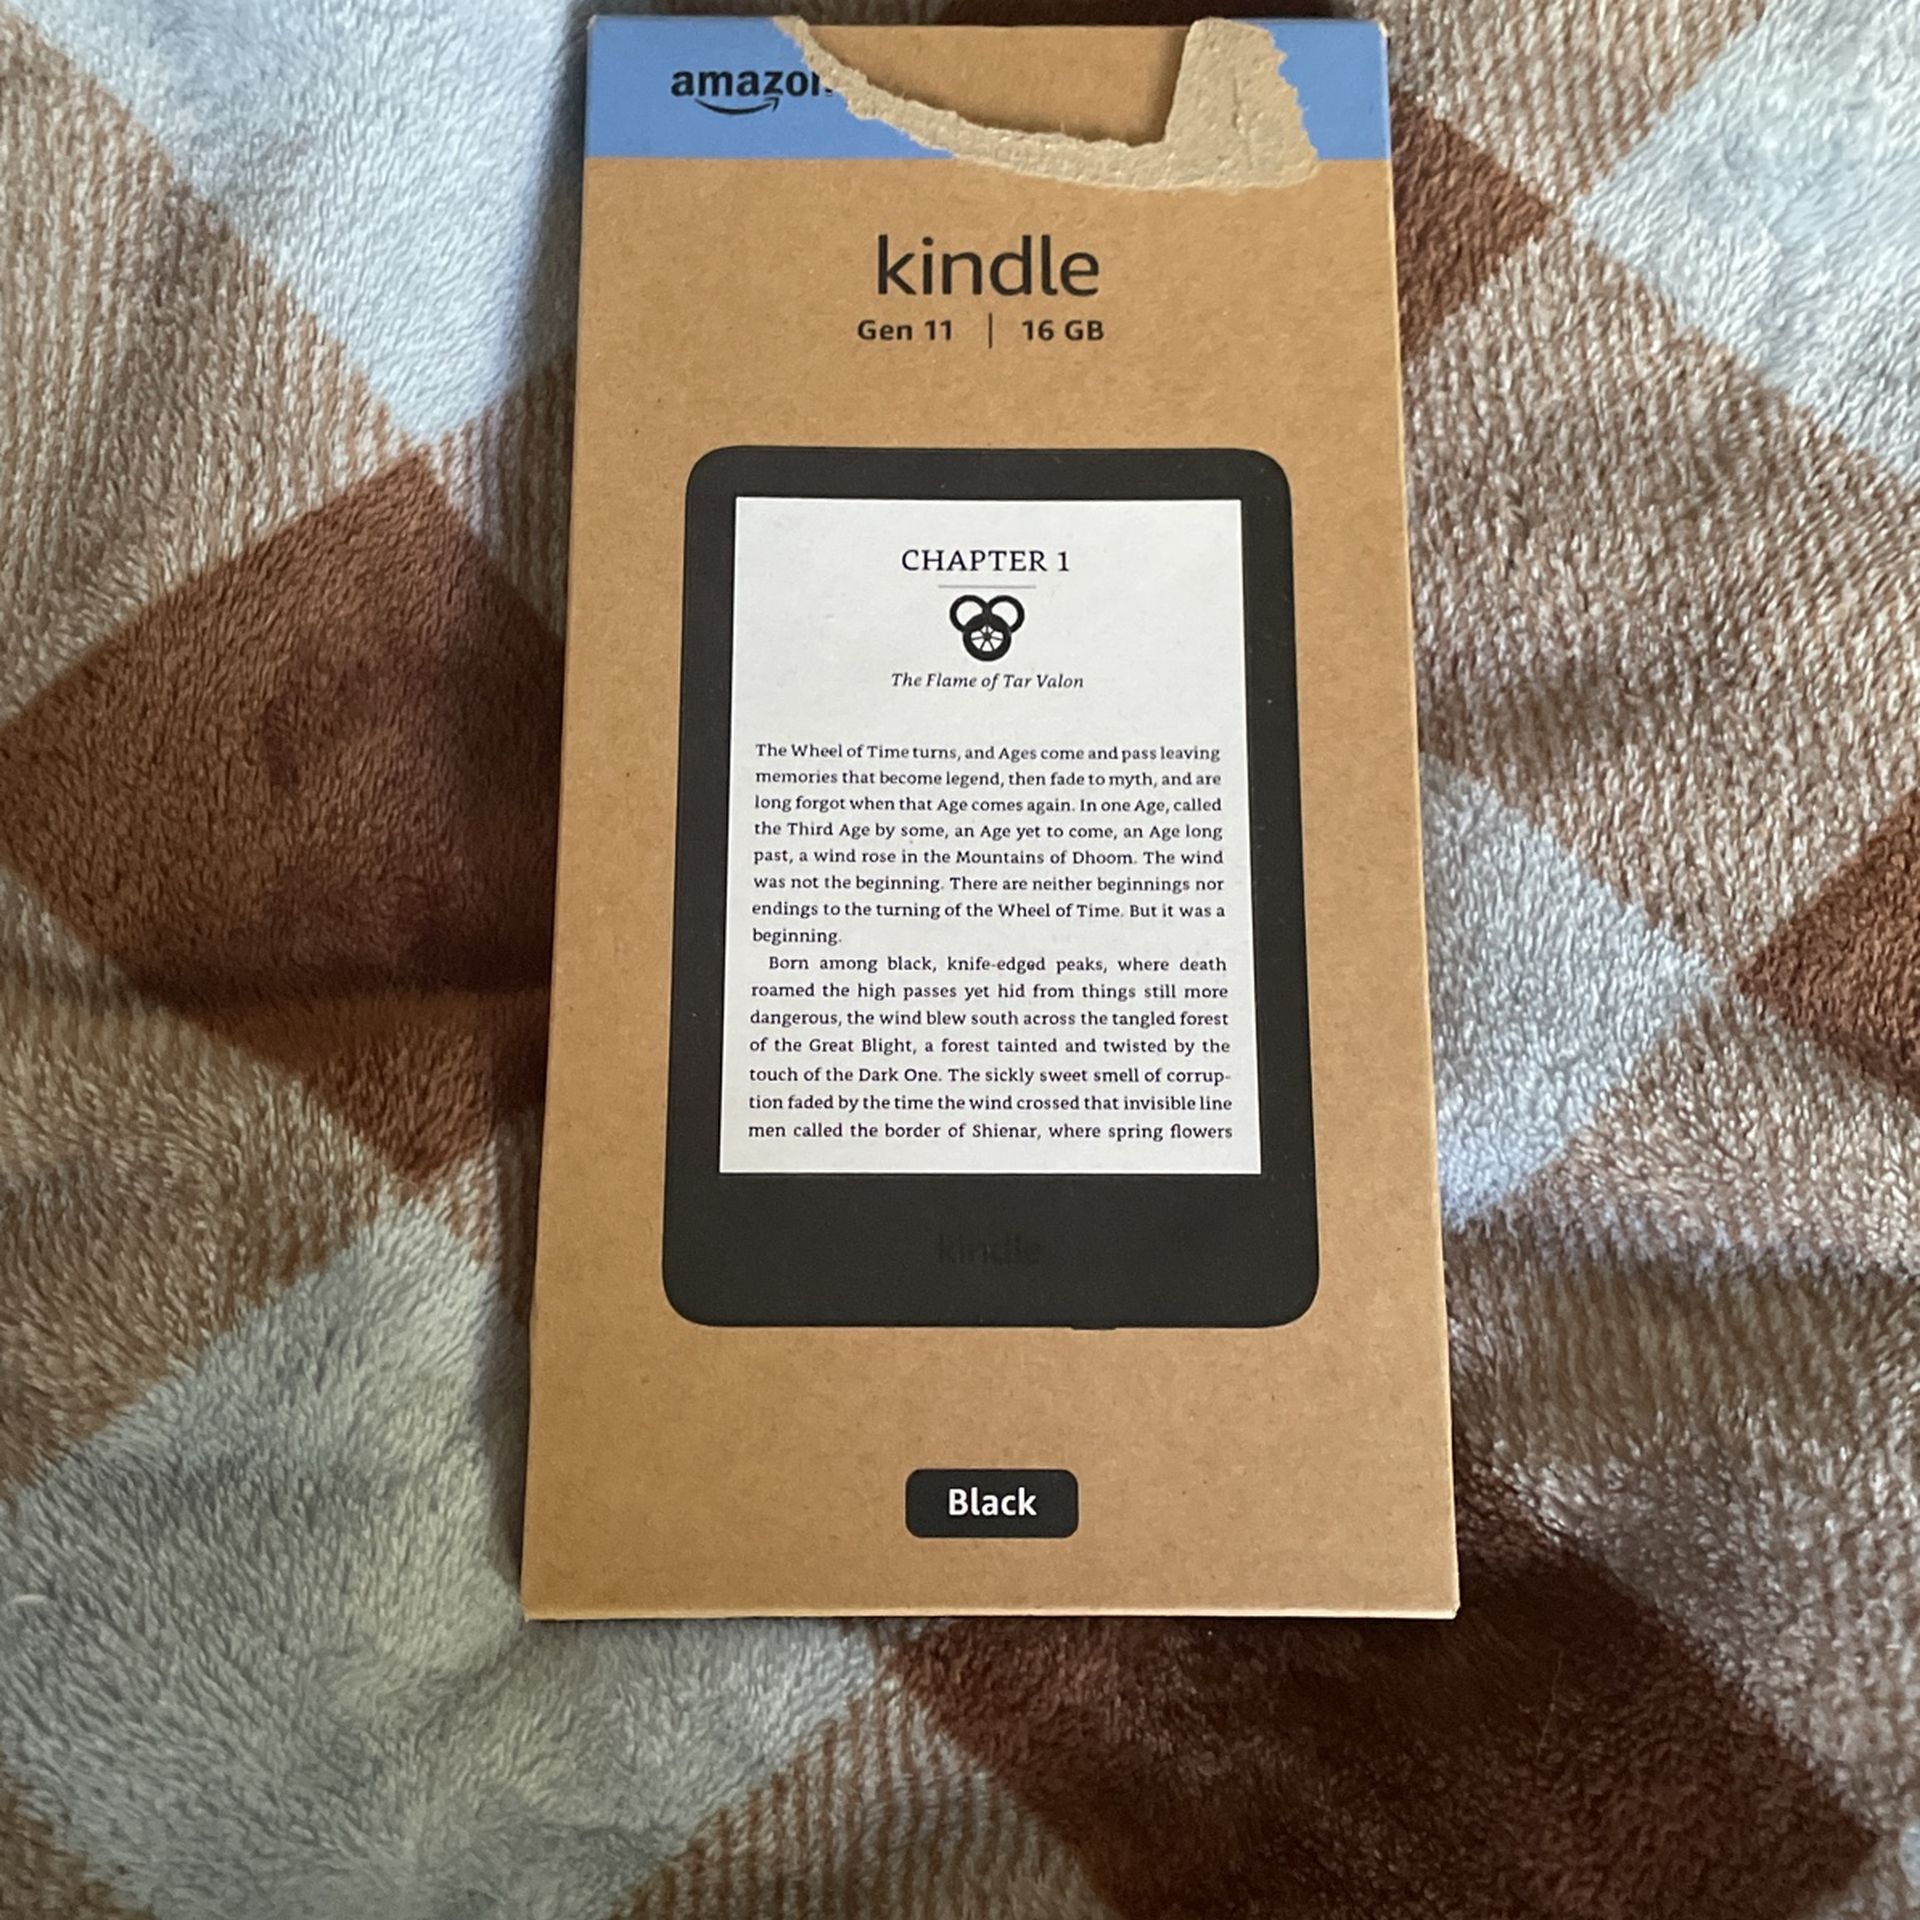 amazon
kindle
Gen 11 | 16 GB
CHAPTER 1
The Flame of Tar Valon
The Wheel of Time turns, and Ages come and pass leaving
memories that become legend, then fade to myth, and are
long forgot when that Age comes again. In one Age, called
the Third Age by some, an Age yet to come, an Age long
past, a wind rose in the Mountains of Dhoom. The wind
was not the beginning. There are neither beginnings nor
endings to the turning of the Wheel of Time. But it was a
beginning.
Born among black, knife-edged peaks, where death
roamed the high passes yet hid from things still more
dangerous, the wind blew south across the tangled forest
of the Great Blight, a forest tainted and twisted by the
touch of the Dark One. The sickly sweet smell of corrup-
tion faded by the time the wind crossed that invisible line
men called the border of Shienar, where spring flowers
kindle
Black